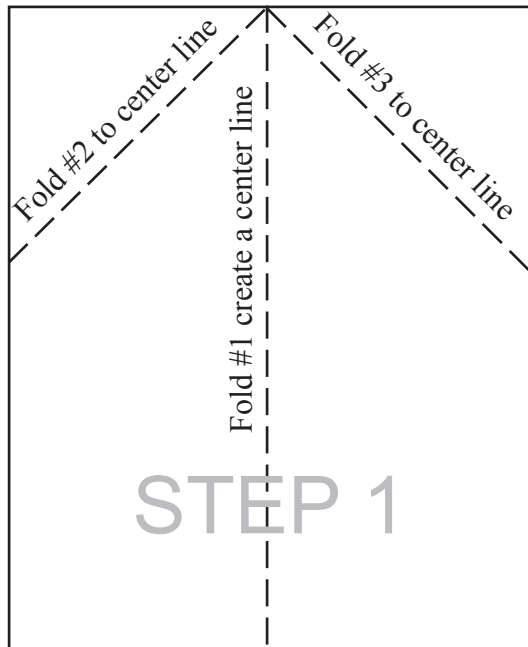 Fold #2 to center line
Fold #1 create a center line
Fold #3 to center line
STEP 1